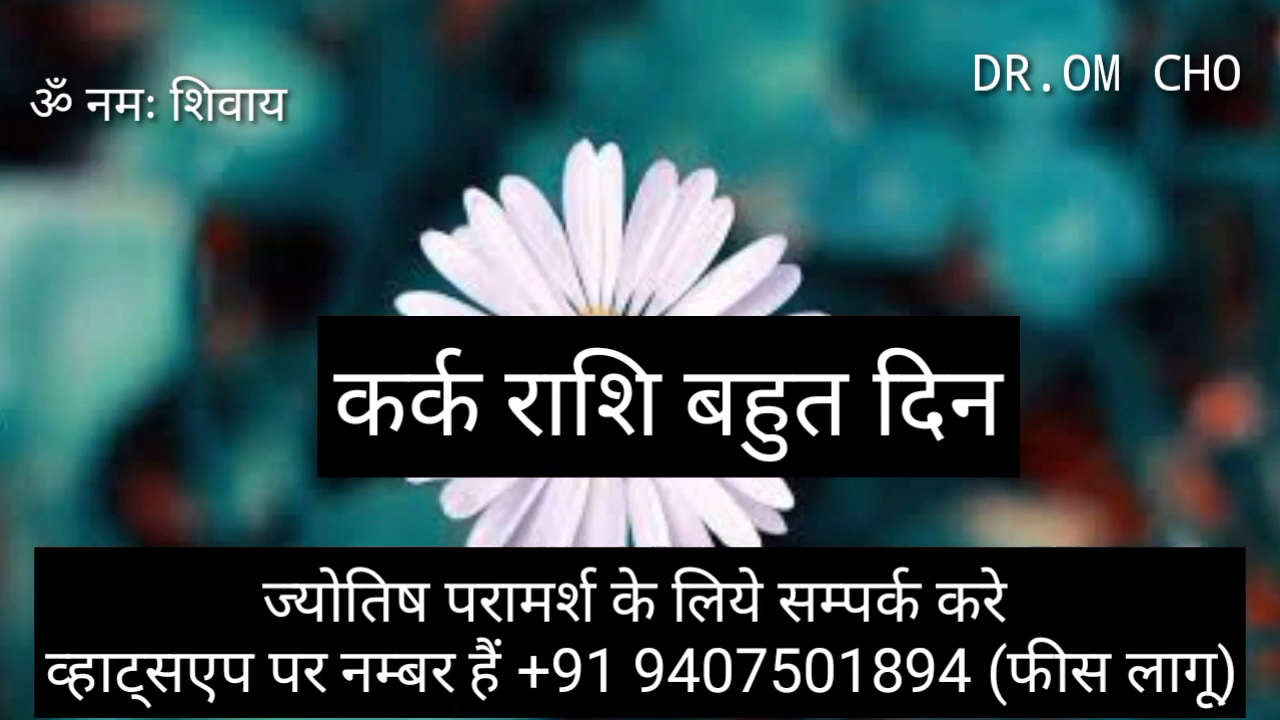 ॐ नमः शिवाय
DR.OM CHO
कर्क राशि बहुत दिन
ज्योतिष परामर्श के लिये सम्पर्क करे
व्हाट्सएप पर नम्बर हैं +91 9407501894 (फीस लागू)